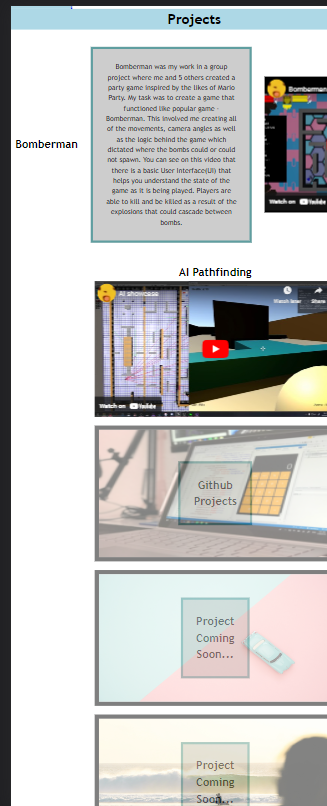 Projects
Bomberman was my work in a group
project where me and 5 others created a
party game inspired by the likes of Mario
Party. My task was to create a game that
functioned like popular game -
Bomberman. This involved me creating all
of the movements, camera angles as well
as the logic behind the game which
dictated where the bombs could or could
not spawn. You can see on this video that
there is a basic User Interface(UI) that
helps you understand the state of the
game as it is being played. Players are
able to kill and be killed as a result of the
explosions that could cascade between
bombs.
Bomberman
Bomberman
Watch on YouTube
AI Pathfinding
AI showcase
Watch later
Share
Watch on YouTube
Github
Projects
Project
Coming
Soon...
Project
Coming
Soon...